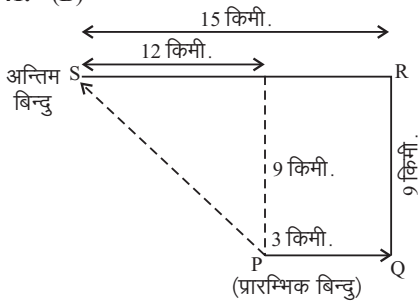 15 किमी.
12 किमी.
अन्तिम
बिन्दु
S
R
9 किमी.
9 किमी.
3 किमी.
P
Q
(प्रारम्भिक बिन्दु)